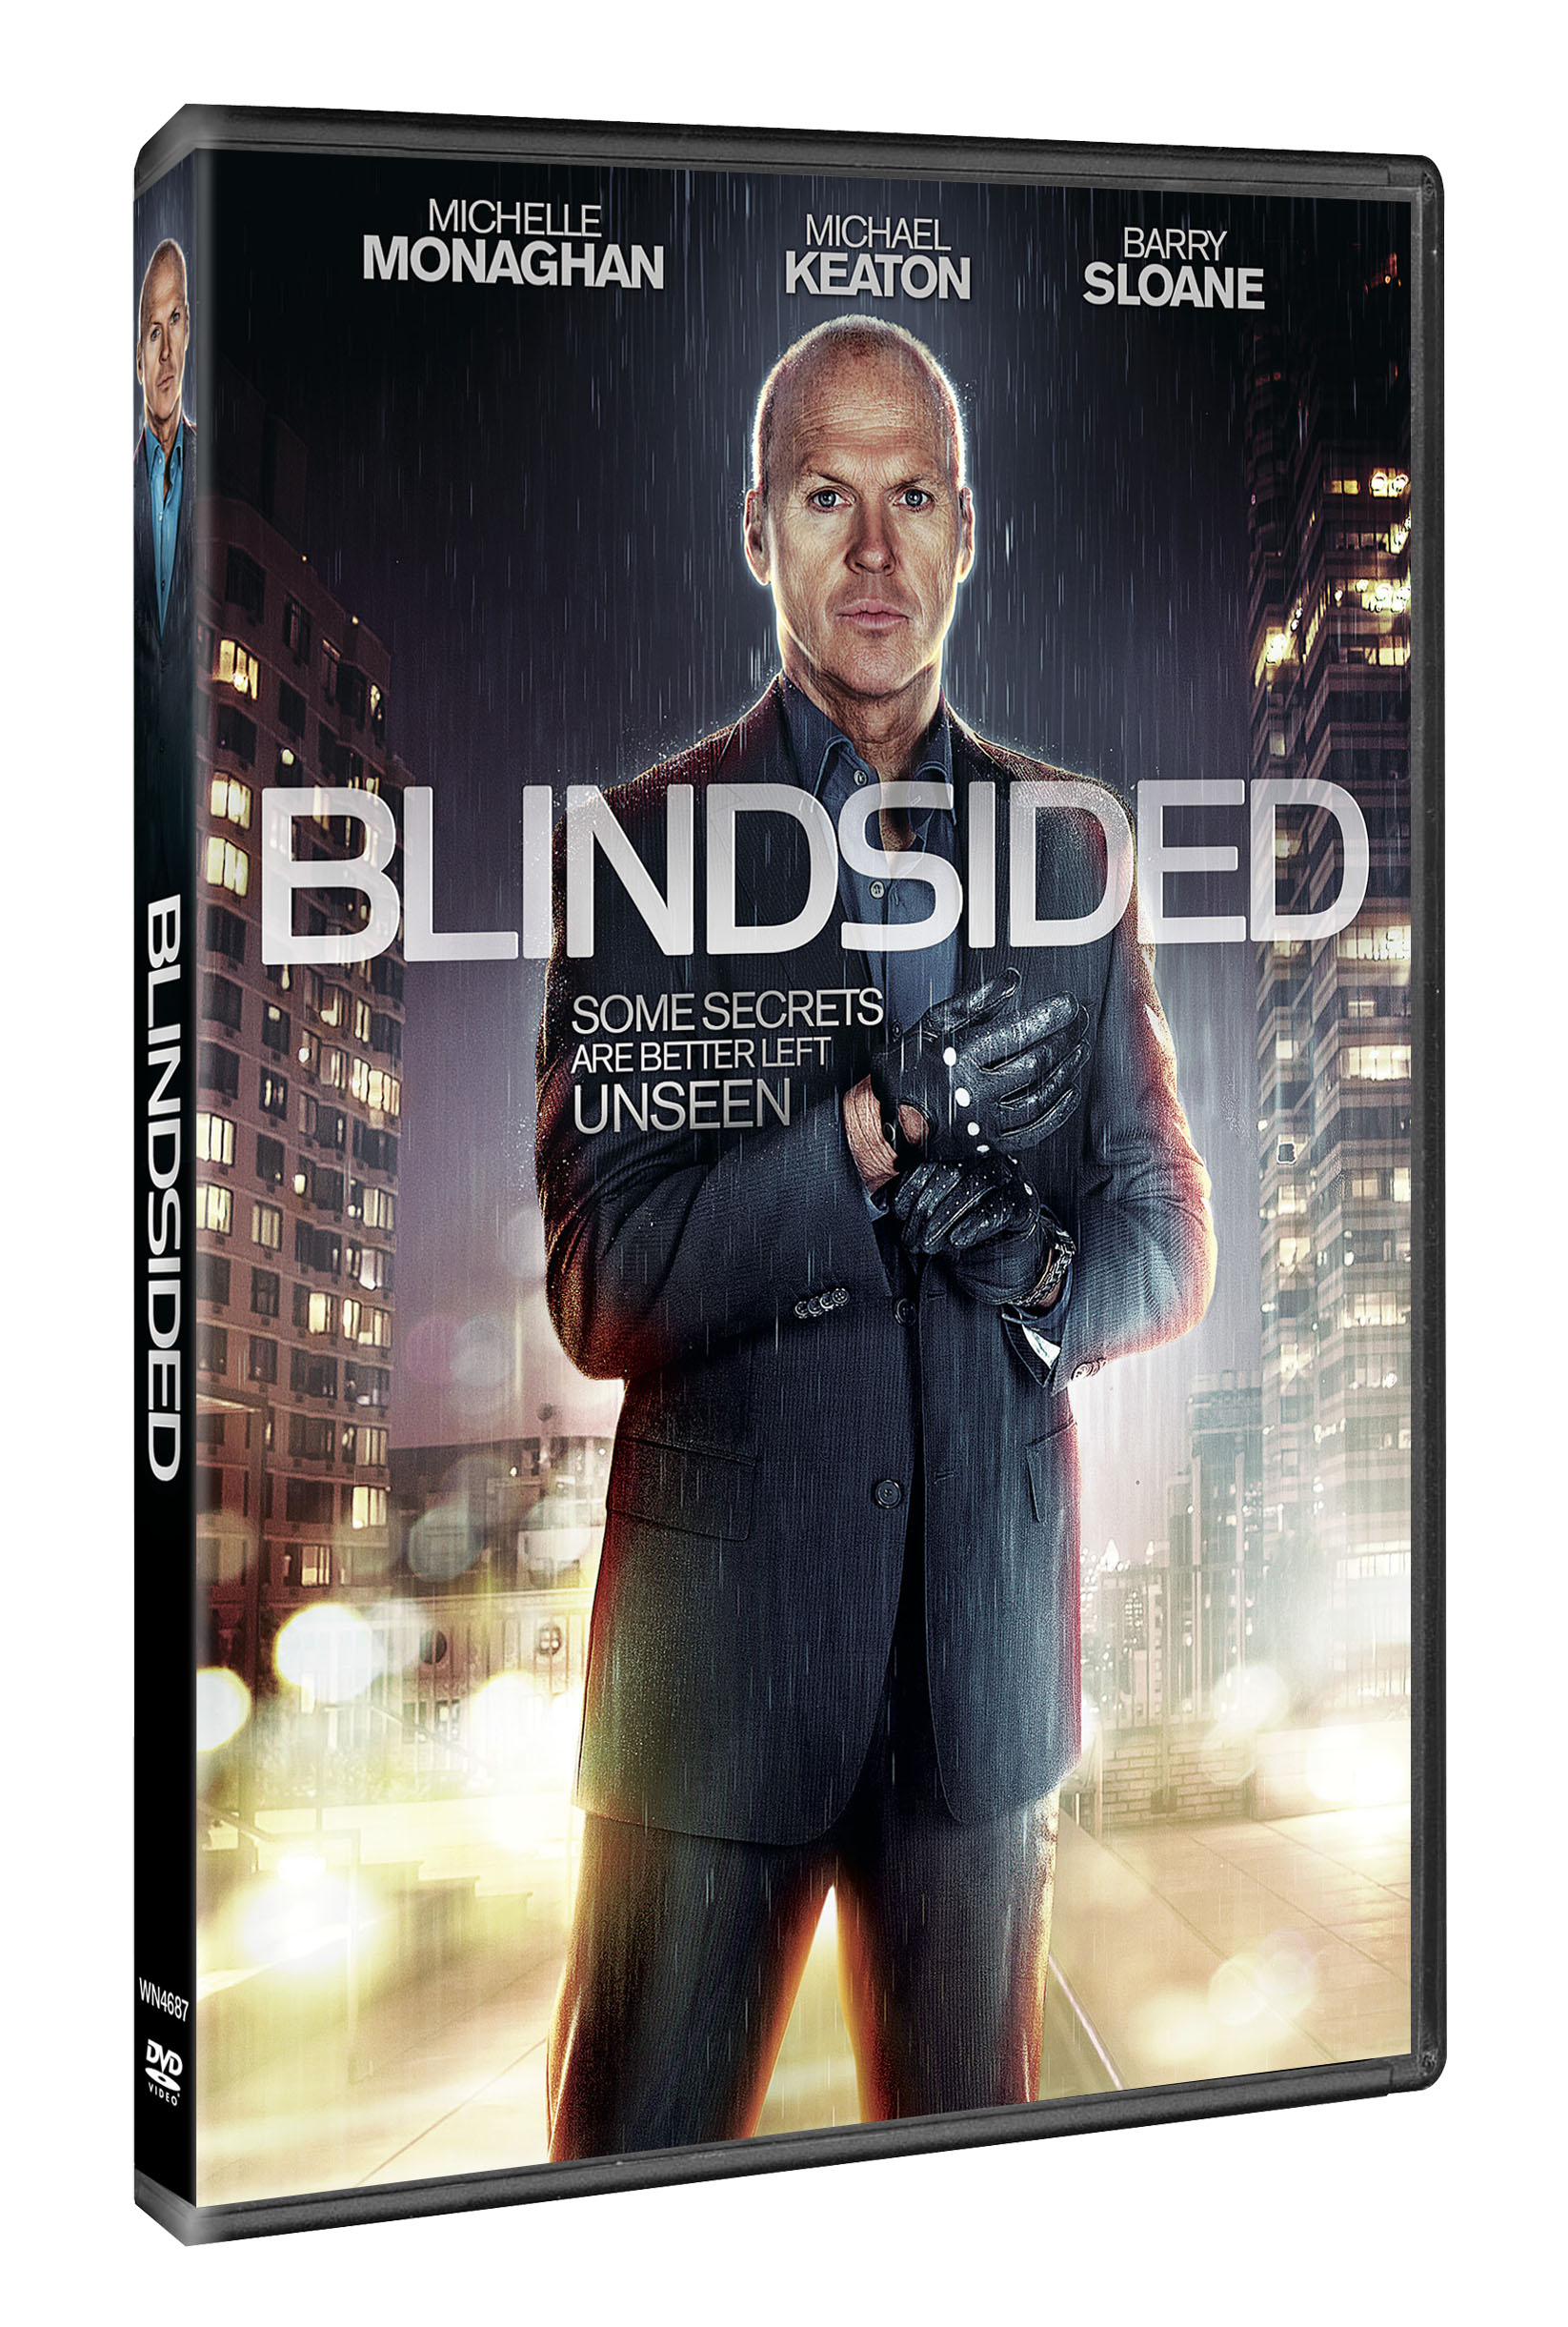 MICHELLE
MONAGHAN
MICHAEL
KEATON
BARRY
SLOANE
BLINDSIDED
SOME SECRETS
ARE BETTER LEFT
UNSEEN
BLINDSIDED
WN4687
DVD
VIDEO